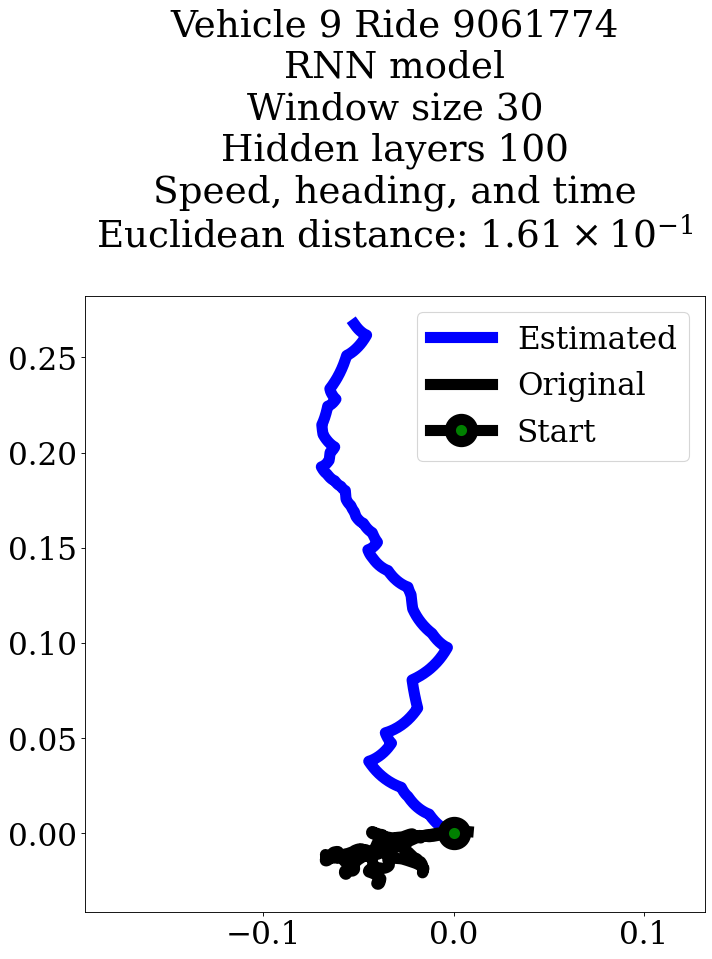 Vehicle 9 Ride 9061774
RNN model
Window size 30
Hidden layers 100
Speed, heading, and time
Euclidean distance: 1.61 × 10⁻¹
Estimated
Original
Start
0.25
0.20
0.15
0.10
0.05
0.00
−0.1
0.0
0.1